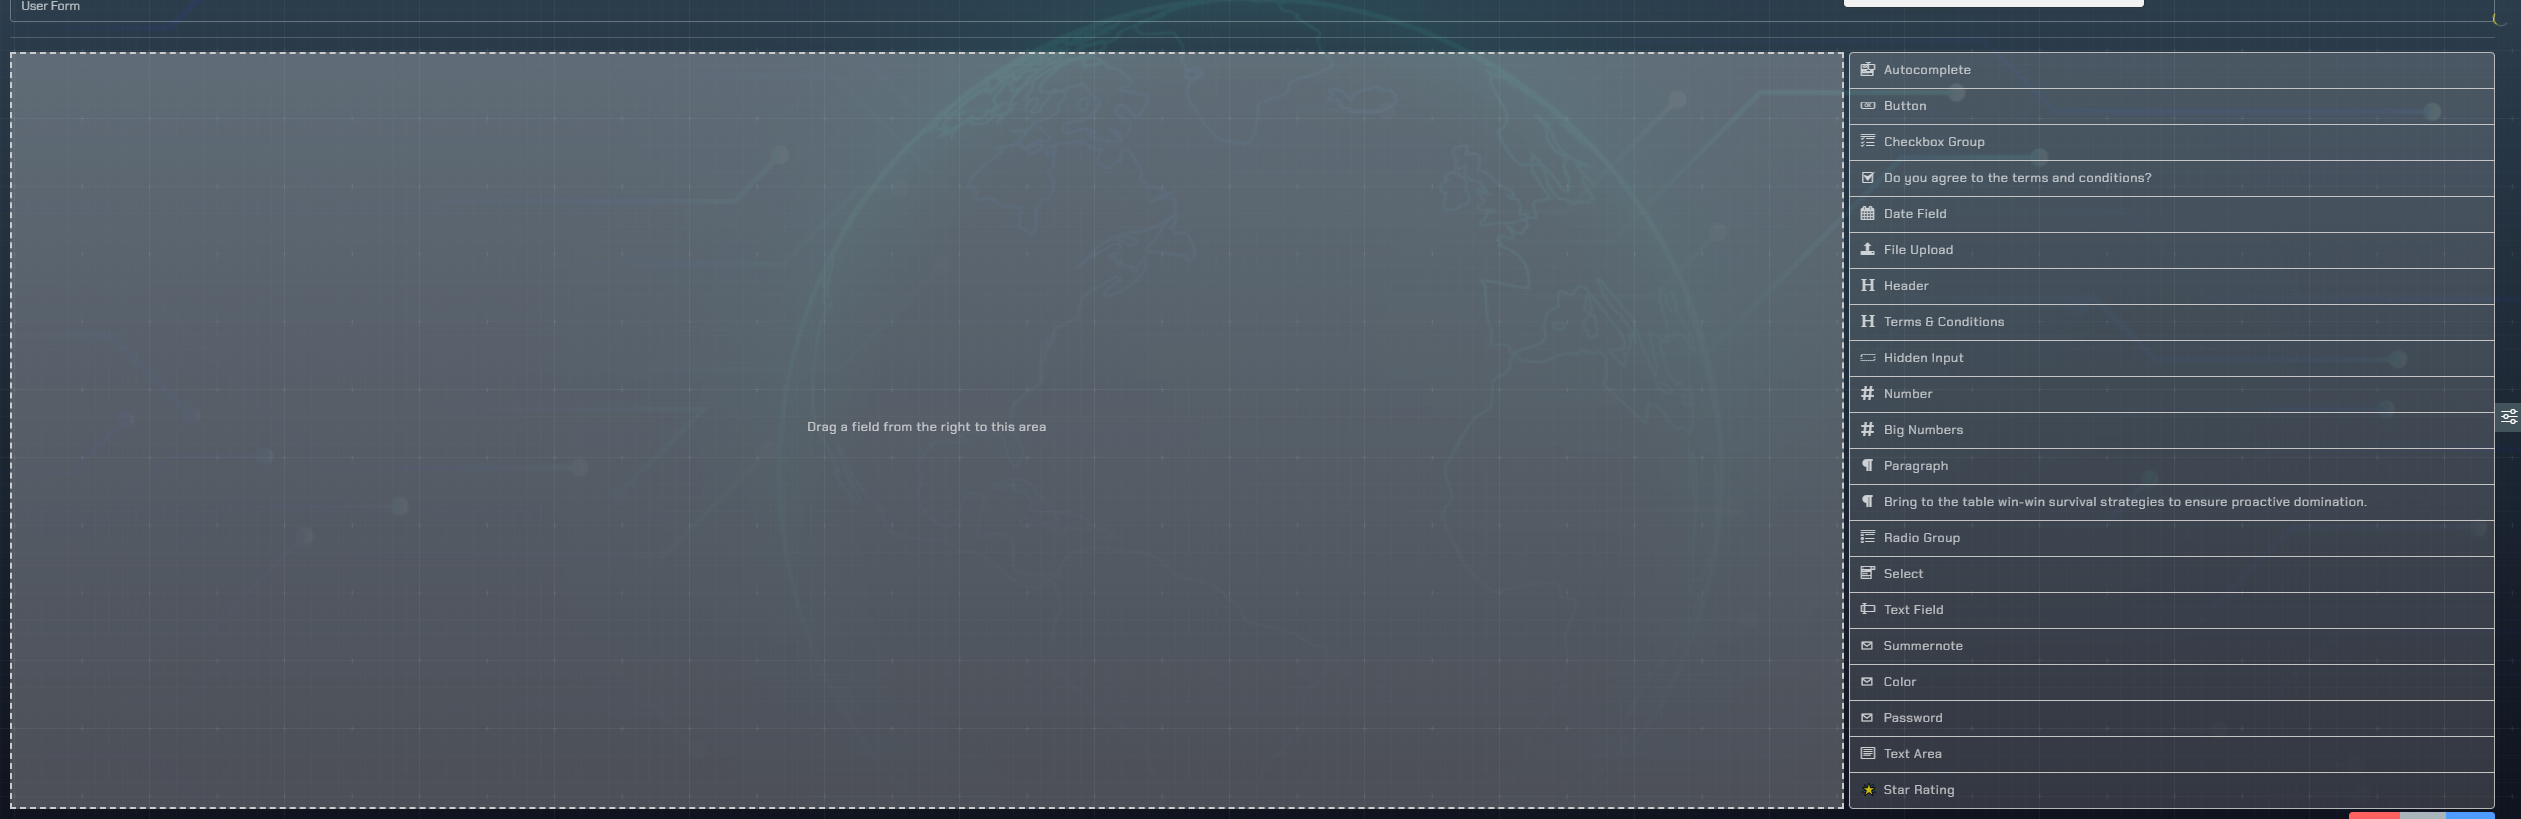 User Form
Drag a field from the right to this area
Autocomplete
Button
Checkbox Group
Do you agree to the terms and conditions?
Date Field
File Upload
Header
Terms & Conditions
Hidden Input
Number
Big Numbers
Paragraph
Bring to the table win-win survival strategies to ensure proactive domination.
Radio Group
Select
Text Field
Summernote
Color
Password
Text Area
Star Rating